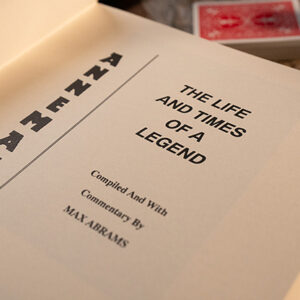 ANNEMA
THE LIFE
AND TIMES
OF A
LEGEND
Compiled And With
Commentary By
MAX ABRAMS